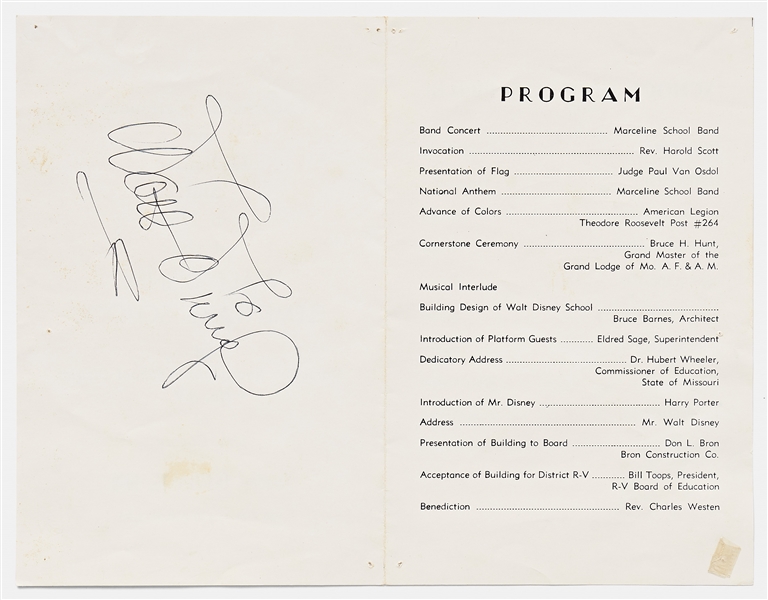 Walt Disney
PROGRAM
Band Concert ........................................ Marceline School Band
Invocation ...................................................... Rev. Harold Scott
Presentation of Flag .......................................... Judge Paul Van Osdol
National Anthem .................................... Marceline School Band
Advance of Colors ............................................ American Legion
Theodore Roosevelt Post #264
Cornerstone Ceremony ........................................ Bruce H. Hunt,
Grand Master of the
Grand Lodge of Mo. A. F. & A. M.
Musical Interlude
Building Design of Walt Disney School ........................................
Bruce Barnes, Architect
Introduction of Platform Guests ........... Eldred Sage, Superintendent
Dedicatory Address ........................................ Dr. Hubert Wheeler,
Commissioner of Education,
State of Missouri
Introduction of Mr. Disney ................................................. Harry Porter
Address .......................................................... Mr. Walt Disney
Presentation of Building to Board ............................. Don L. Bron
Bron Construction Co.
Acceptance of Building for District R-V ........... Bill Toops, President,
R-V Board of Education
Benediction ................................................ Rev. Charles Westen